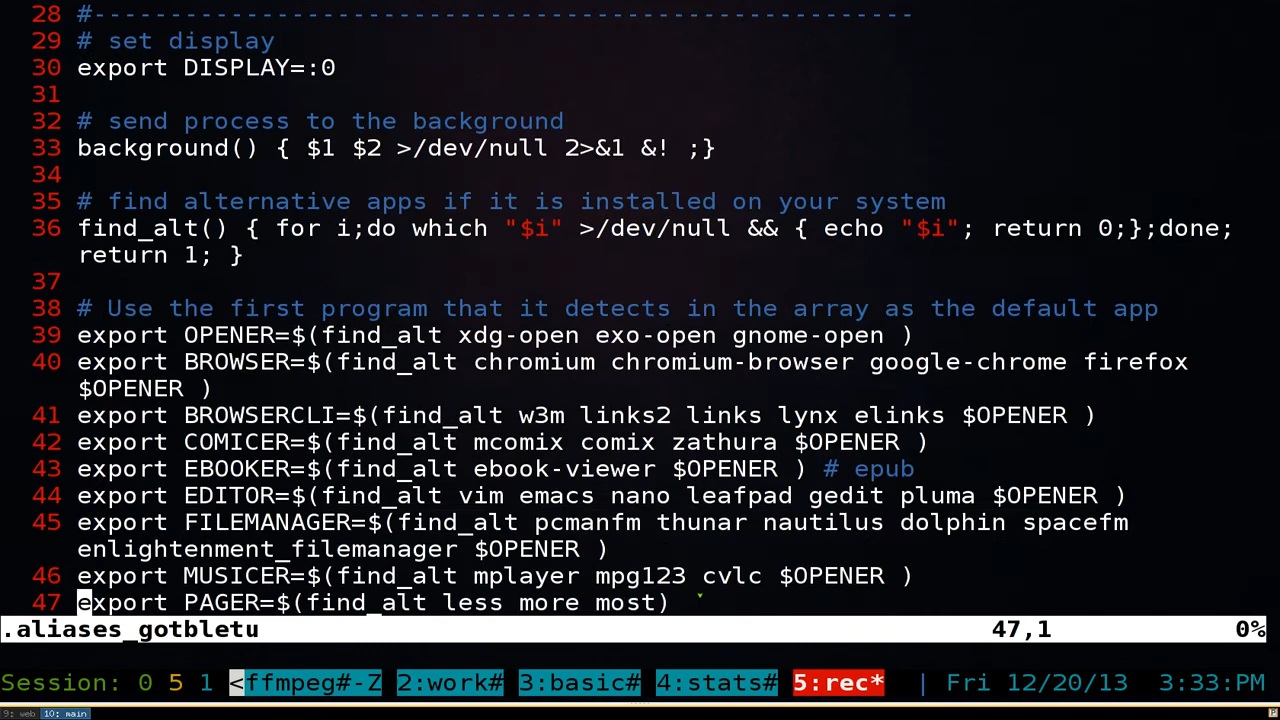 28 #------------------------------------------------------
29 # set display
30 export DISPLAY=:0
31
32 # send process to the background
33 background() { $1 $2 >/dev/null 2>&1 &! ;}
34
35 # find alternative apps if it is installed on your system
36 find_alt() { for i;do which "$i" >/dev/null && { echo "$i"; return 0;};done;
return 1; }
37
38 # Use the first program that it detects in the array as the default app
39 export OPENER=$(find_alt xdg-open exo-open gnome-open )
40 export BROWSER=$(find_alt chromium chromium-browser google-chrome firefox
$OPENER )
41 export BROWSERCLI=$(find_alt w3m links2 links lynx elinks $OPENER )
42 export COMICER=$(find_alt mcomix comix zathura $OPENER )
43 export EBOOKER=$(find_alt ebook-viewer $OPENER ) # epub
44 export EDITOR=$(find_alt vim emacs nano leafpad gedit pluma $OPENER )
45 export FILEMANAGER=$(find_alt pcmanfm thunar nautilus dolphin spacefm
enlightenment_filemanager $OPENER )
46 export MUSICER=$(find_alt mplayer mpg123 cvlc $OPENER )
47 export PAGER=$(find_alt less more most)
.aliases_gotbletu 47,1 0%
Session: 0 5 1 <ffmpeg#-Z 2:work# 3:basic# 4:stats# 5:rec* | Fri 12/20/13 3:33:PM
9: web 10: main